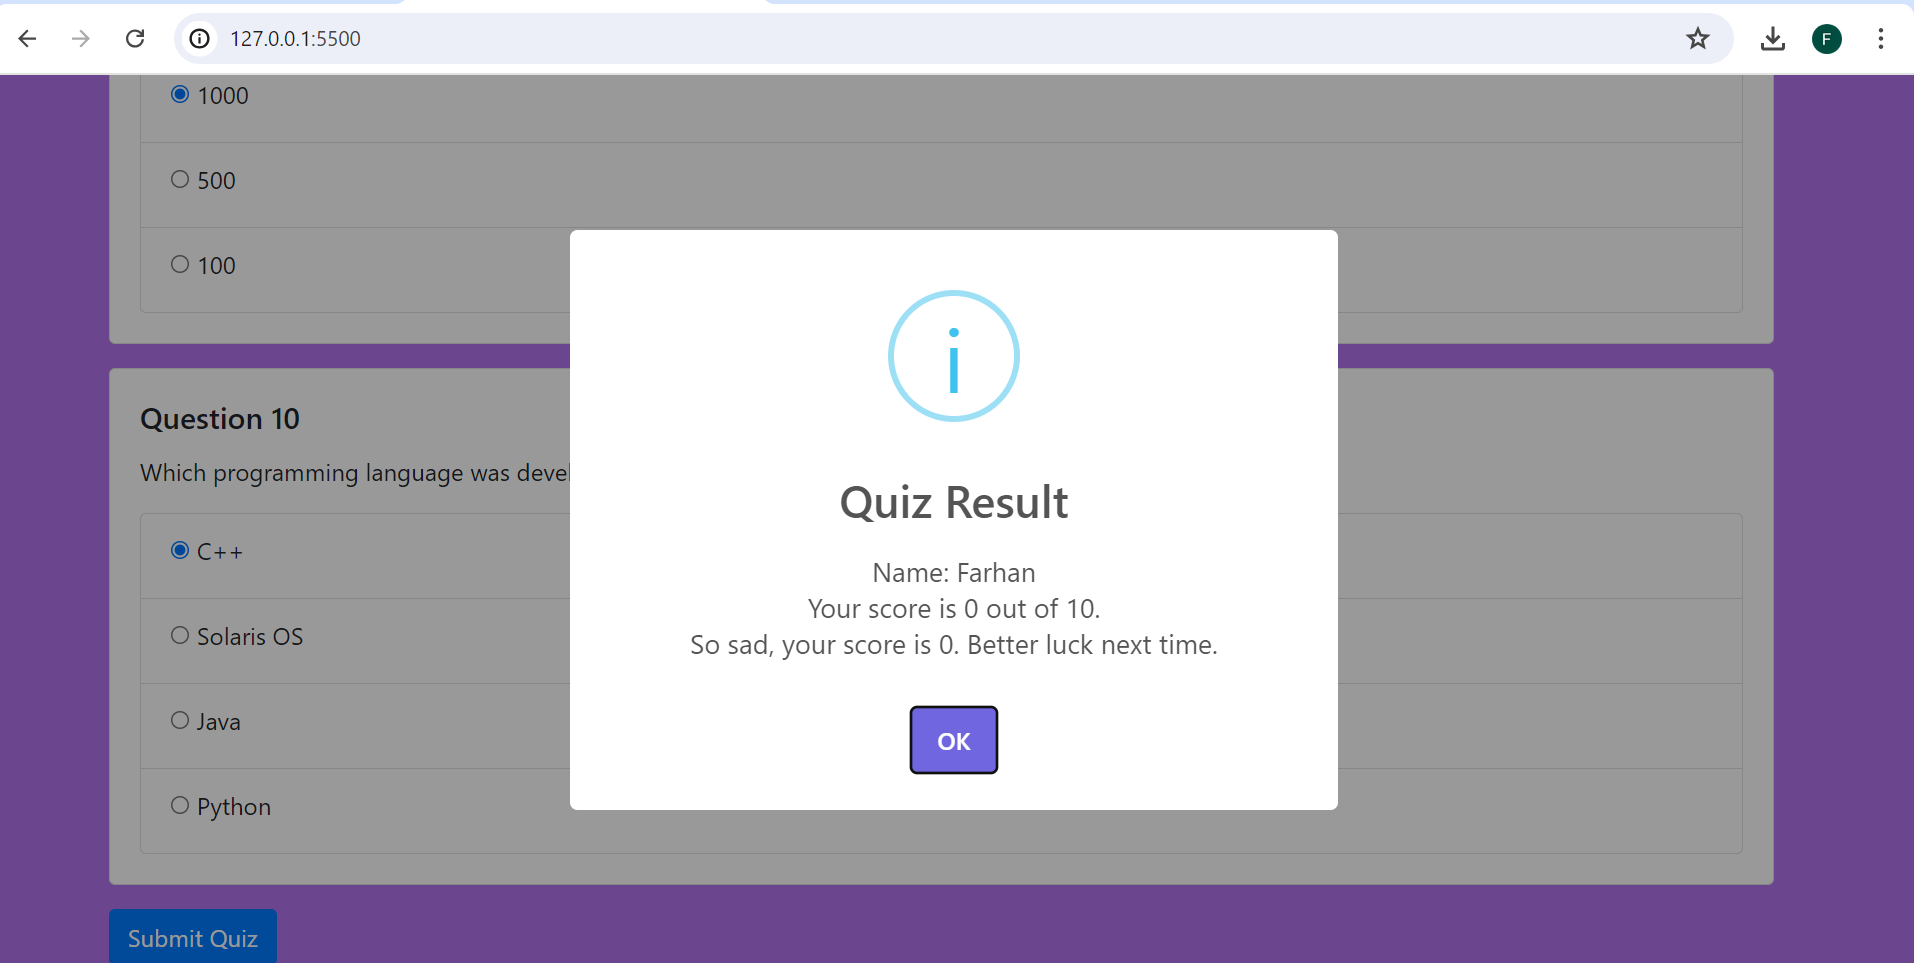 127.0.0.1:5500
F
1000
500
100
Question 10
Which programming language was
C++
Solaris OS
Java
Python
Submit Quiz
i
Quiz Result
Name: Farhan
Your score is 0 out of 10.
So sad, your score is 0. Better luck next time.
OK